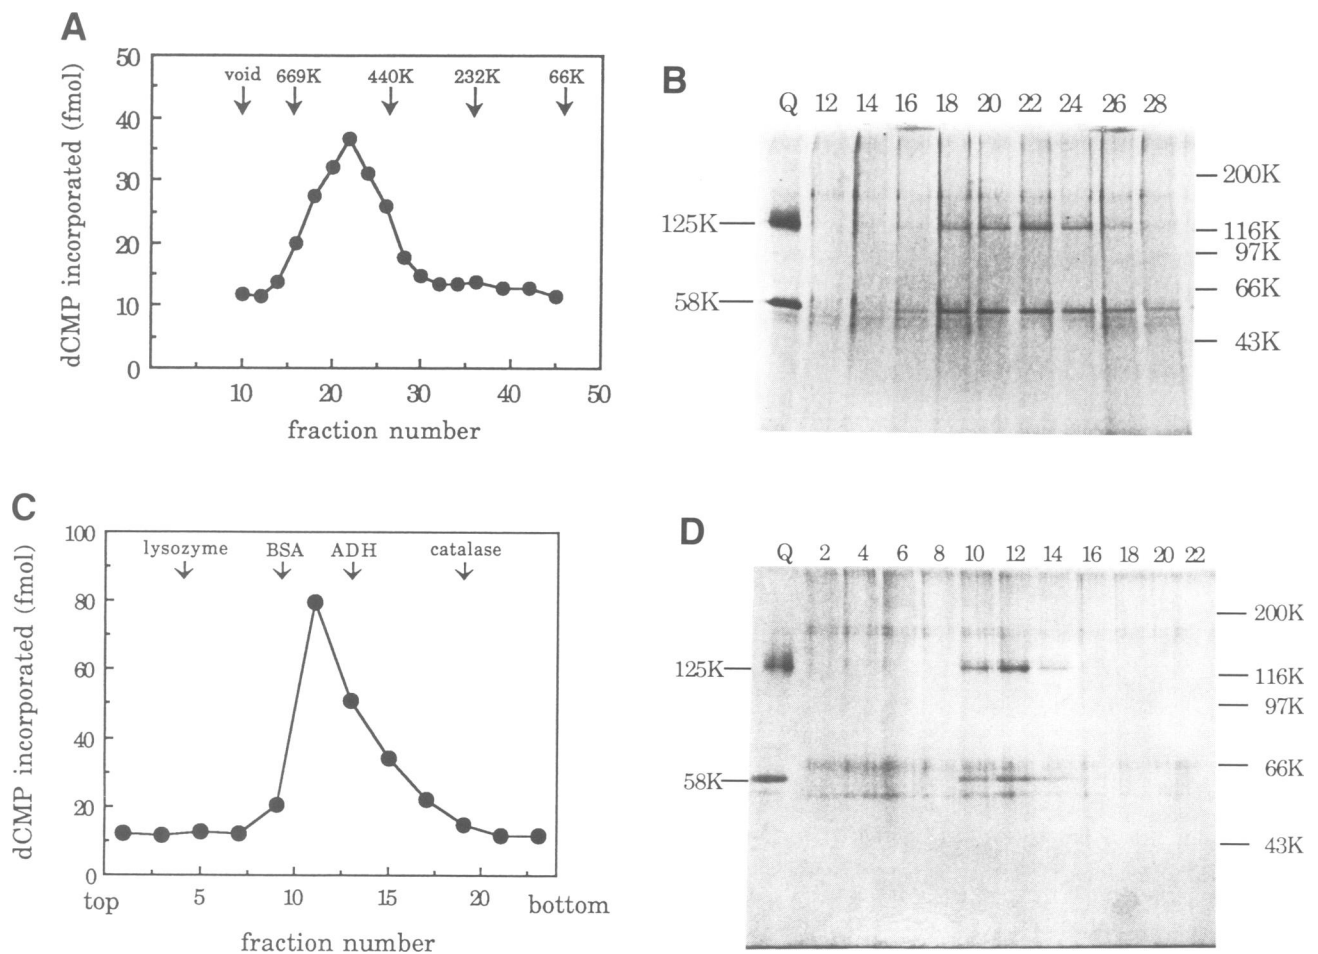 A
dCMP incorporated (fmol)
50
40
30
20
10
0
void 669K 440K 232K 66K
10 20 30 40 50
fraction number
B
Q 12 14 16 18 20 22 24 26 28
125K
58K
200K
116K
97K
66K
43K
C
dCMP incorporated (fmol)
100
80
60
40
20
0
lysozyme BSA ADH catalase
top 5 10 15 20 bottom
fraction number
D
Q 2 4 6 8 10 12 14 16 18 20 22
125K
58K
200K
116K
97K
66K
43K